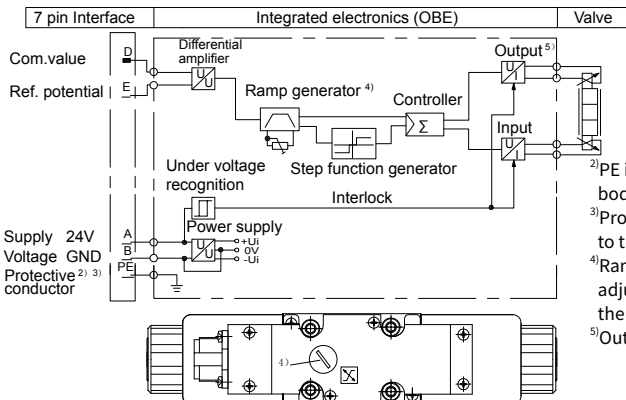 7 pin Interface Integrated electronics (OBE) Valve
Com.value D
Differential
amplifier
Output 5)
Ref. potential E
U U
Ramp generator 4)
Controller
U I
Σ
Input
U I
Step function generator
Under voltage
recognition
Interlock
Power supply
U U
+Ui
0V
-Ui
Supply 24V A
Voltage GND B
Protective 2) 3) PE
conductor
2)PE i
bod
3)Pro
to t
4)Ran
adju
the
5)Out
4)